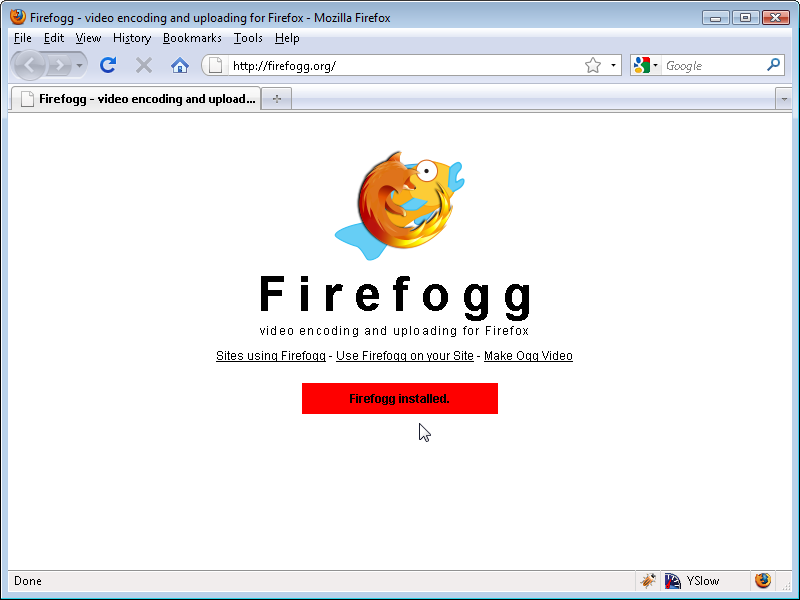 Firefogg - video encoding and uploading for Firefox - Mozilla Firefox
File Edit View History Bookmarks Tools Help
http://firefogg.org/ Google
Firefogg - video encoding and upload...
Firefogg
video encoding and uploading for Firefox
Sites using Firefogg - Use Firefogg on your Site - Make Ogg Video
Firefogg installed.
Done YSlow